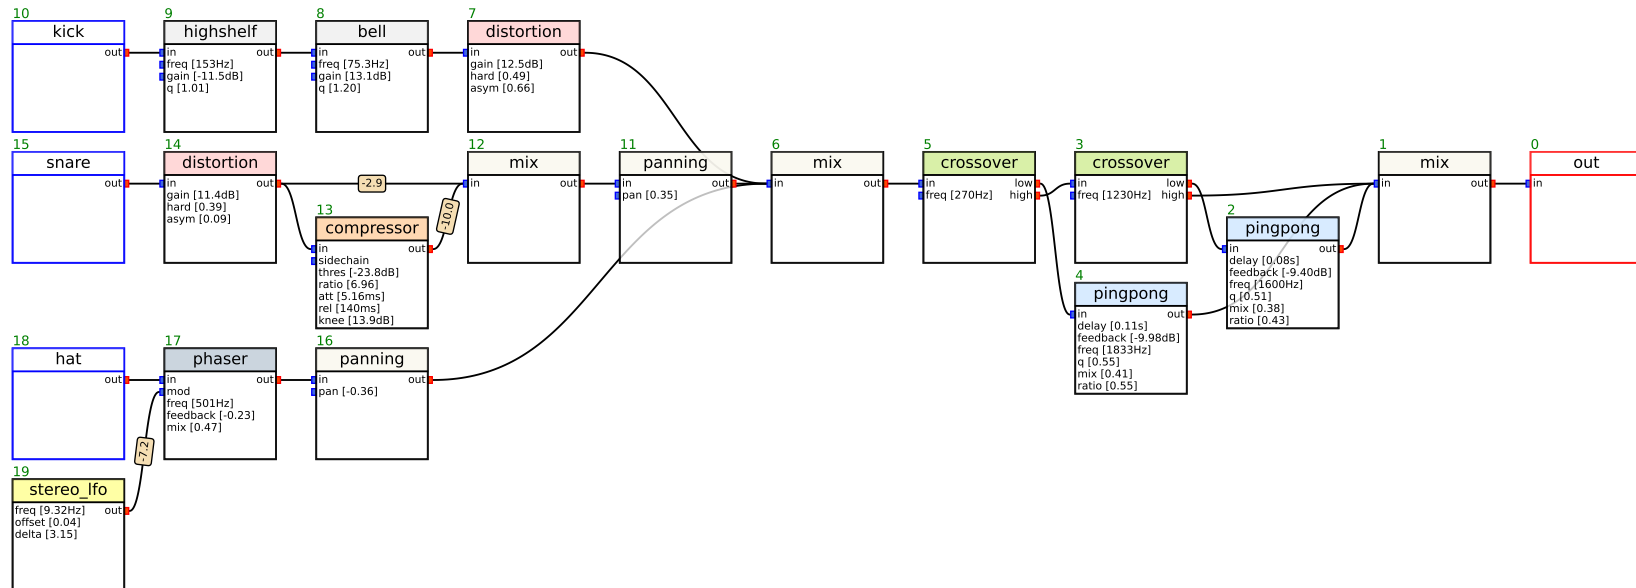 10
kick
out
9
highshelf
in out
freq [153Hz]
gain [-11.5dB]
q [1.01]
8
bell
in out
freq [75.3Hz]
gain [13.1dB]
q [1.20]
7
distortion
in out
gain [12.5dB]
hard [0.49]
asym [0.66]
15
snare
out
14
distortion
in out
gain [11.4dB]
hard [0.39]
asym [0.09]
-2.9
13
compressor
in out
sidechain
thres [-23.8dB]
ratio [6.96]
att [5.16ms]
rel [140ms]
knee [13.9dB]
-10.0
12
mix
in out
11
panning
in out
pan [0.35]
6
mix
in out
5
crossover
in low
freq [270Hz] high
3
crossover
in low
freq [1230Hz] high
2
pingpong
in out
delay [0.08s]
feedback [-9.40dB]
freq [1600Hz]
q [0.51]
mix [0.38]
ratio [0.43]
4
pingpong
in out
delay [0.11s]
feedback [-9.98dB]
freq [1833Hz]
q [0.55]
mix [0.41]
ratio [0.55]
1
mix
in out
0
out
in
18
hat
out
17
phaser
in out
mod
freq [501Hz]
feedback [-0.23]
mix [0.47]
16
panning
in out
pan [-0.36]
-7.2
19
stereo_lfo
freq [9.32Hz] out
offset [0.04]
delta [3.15]